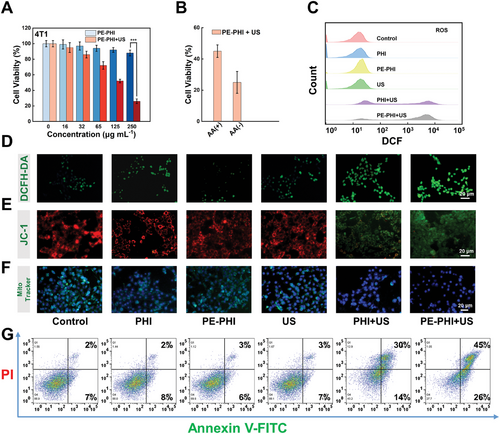 A
4T1
PE-PHI
PE-PHI+US
***
Cell Viability (%)
120
100
80
60
40
20
0
0 16 32 65 125 250
Concentration (μg mL⁻¹)
B
PE-PHI + US
Cell Viability (%)
100
80
60
40
20
0
AA(+) AA(-)
C
ROS
Count
Control
PHI
PE-PHI
US
PHI+US
PE-PHI+US
10⁰ 10¹ 10² 10³ 10⁴ 10⁵
DCF
D
DCFH-DA
20 μm
E
JC-1
20 μm
F
Mito Tracker
20 μm
Control PHI PE-PHI US PHI+US PE-PHI+US
G
PI
2% 2% 3% 3% 30% 45%
7% 8% 6% 7% 14% 26%
Annexin V-FITC